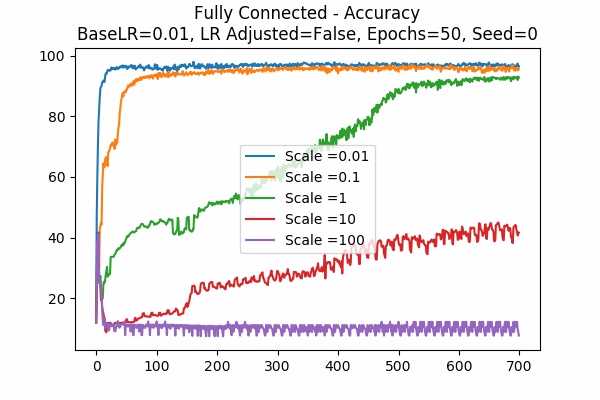 Fully Connected - Accuracy
BaseLR=0.01, LR Adjusted=False, Epochs=50, Seed=0
100
80
60
40
20
Scale =0.01
Scale =0.1
Scale =1
Scale =10
Scale =100
0 100 200 300 400 500 600 700